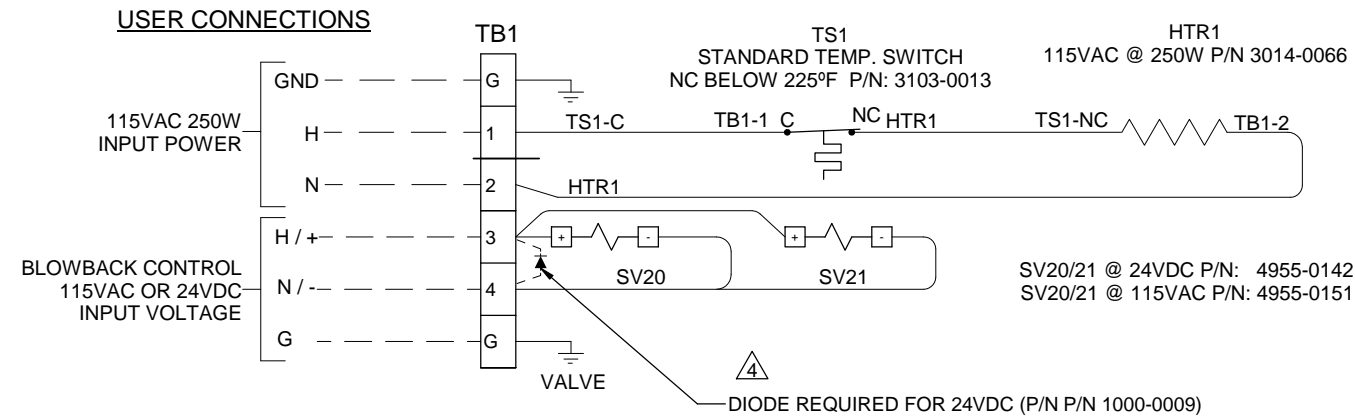 USER CONNECTIONS
TB1
TS1
STANDARD TEMP. SWITCH
NC BELOW 225ºF P/N: 3103-0013
HTR1
115VAC @ 250W P/N 3014-0066
GND
G
115VAC 250W
INPUT POWER
H
1
TS1-C
TB1-1
C
NC
HTR1
TS1-NC
TB1-2
N
2
HTR1
H / +
3
+
-
+
-
BLOWBACK CONTROL
115VAC OR 24VDC
INPUT VOLTAGE
N / -
4
SV20
SV21
SV20/21 @ 24VDC P/N: 4955-0142
SV20/21 @ 115VAC P/N: 4955-0151
G
G
VALVE
4
DIODE REQUIRED FOR 24VDC (P/N P/N 1000-0009)